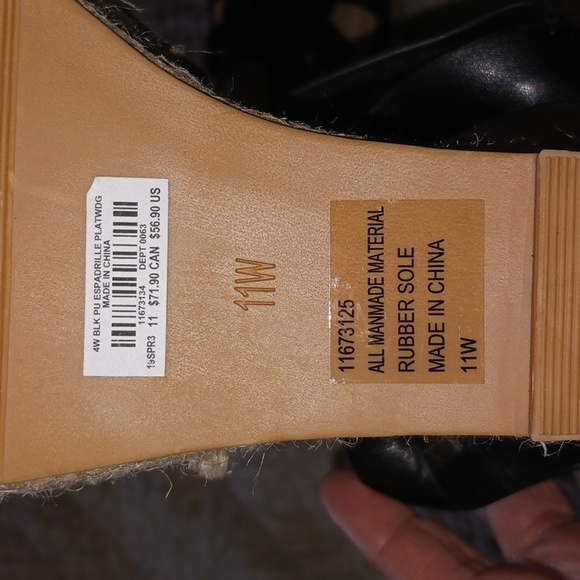 4W BLK PU ESPADRILLE PLATWDG
MADE IN CHINA
11673134 DEPT 0063
19SPR3 11 $71.90 CAN $56.90 US
11W
11673125
ALL MANMADE MATERIAL
RUBBER SOLE
MADE IN CHINA
11W